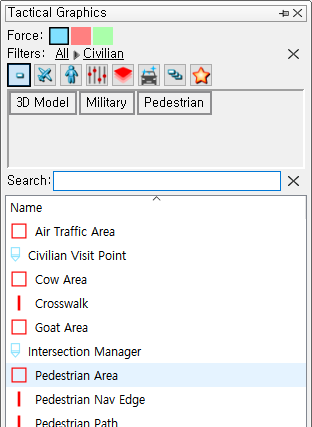 Tactical Graphics
Force:
Filters: All Civilian
3D Model Military Pedestrian
Search:
Name
Air Traffic Area
Civilian Visit Point
Cow Area
Crosswalk
Goat Area
Intersection Manager
Pedestrian Area
Pedestrian Nav Edge
Pedestrian Path